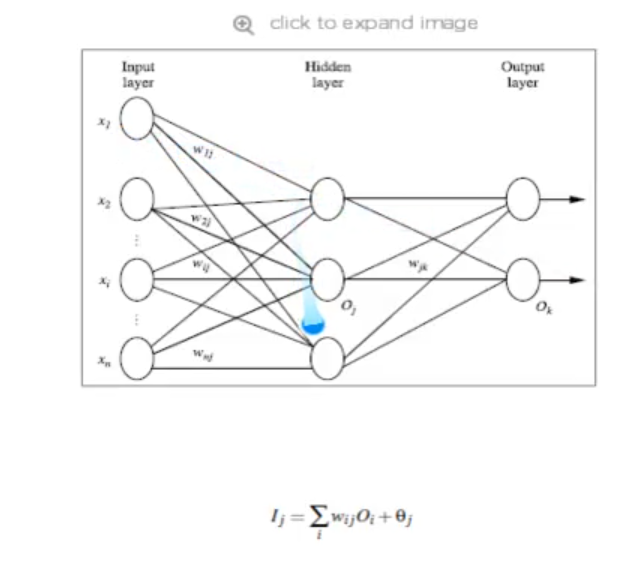 click to expand image
Input layer
Hidden layer
Output layer
x₁
w₁ⱼ
x₂
w₂ⱼ
⋮
xᵢ
wᵢⱼ
wⱼₖ
Oⱼ
Oₖ
⋮
xₙ
wₙⱼ
Iⱼ = ∑ᵢ wᵢⱼOᵢ + θⱼ